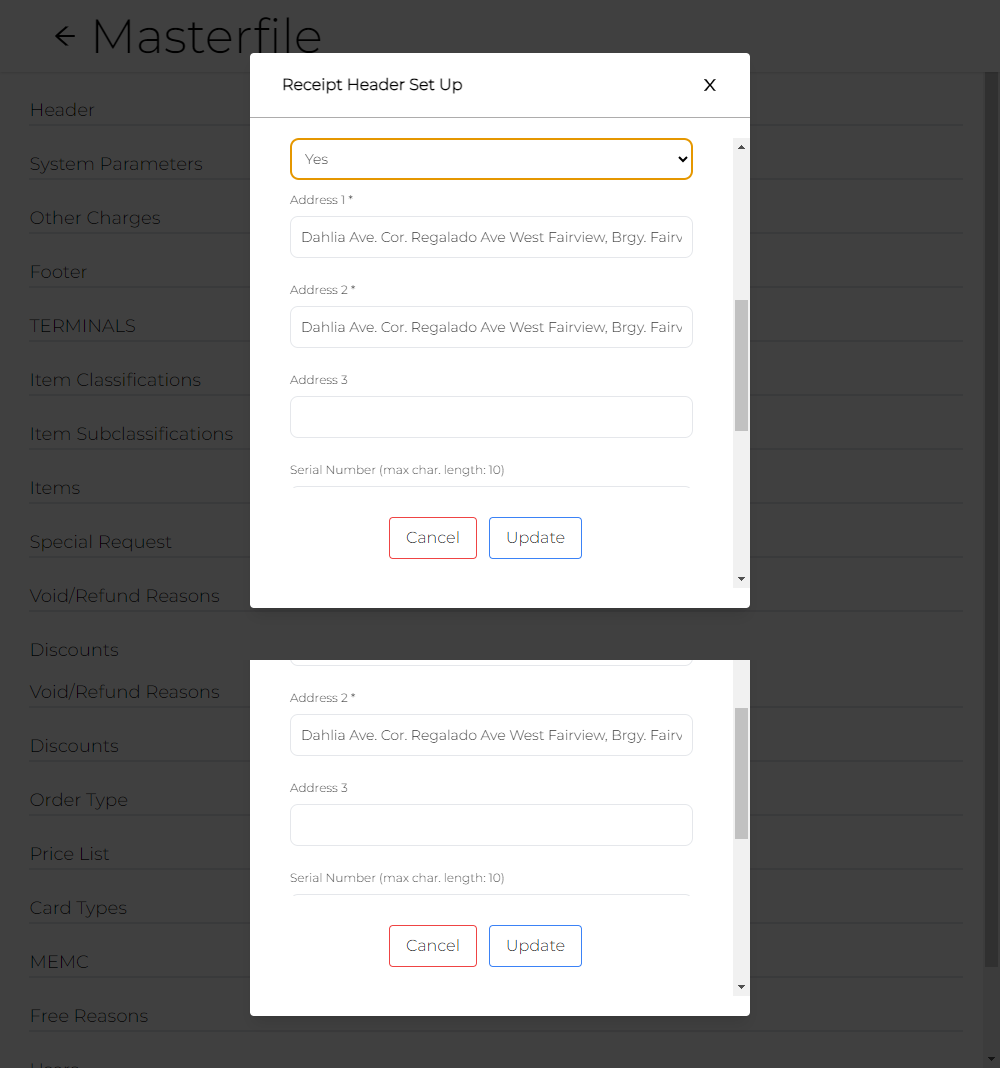 ← Masterfile
Receipt Header Set Up
X
Header
System Parameters
Other Charges
Footer
TERMINALS
Item Classifications
Item Subclassifications
Items
Special Request
Void/Refund Reasons
Discounts
Void/Refund Reasons
Discounts
Order Type
Price List
Card Types
MEMC
Free Reasons
Yes
Address 1 *
Dahlia Ave. Cor. Regalado Ave West Fairview, Brgy. Fairv
Address 2 *
Dahlia Ave. Cor. Regalado Ave West Fairview, Brgy. Fairv
Address 3
Serial Number (max char. length: 10)
Cancel
Update
Address 2 *
Dahlia Ave. Cor. Regalado Ave West Fairview, Brgy. Fairv
Address 3
Serial Number (max char. length: 10)
Cancel
Update